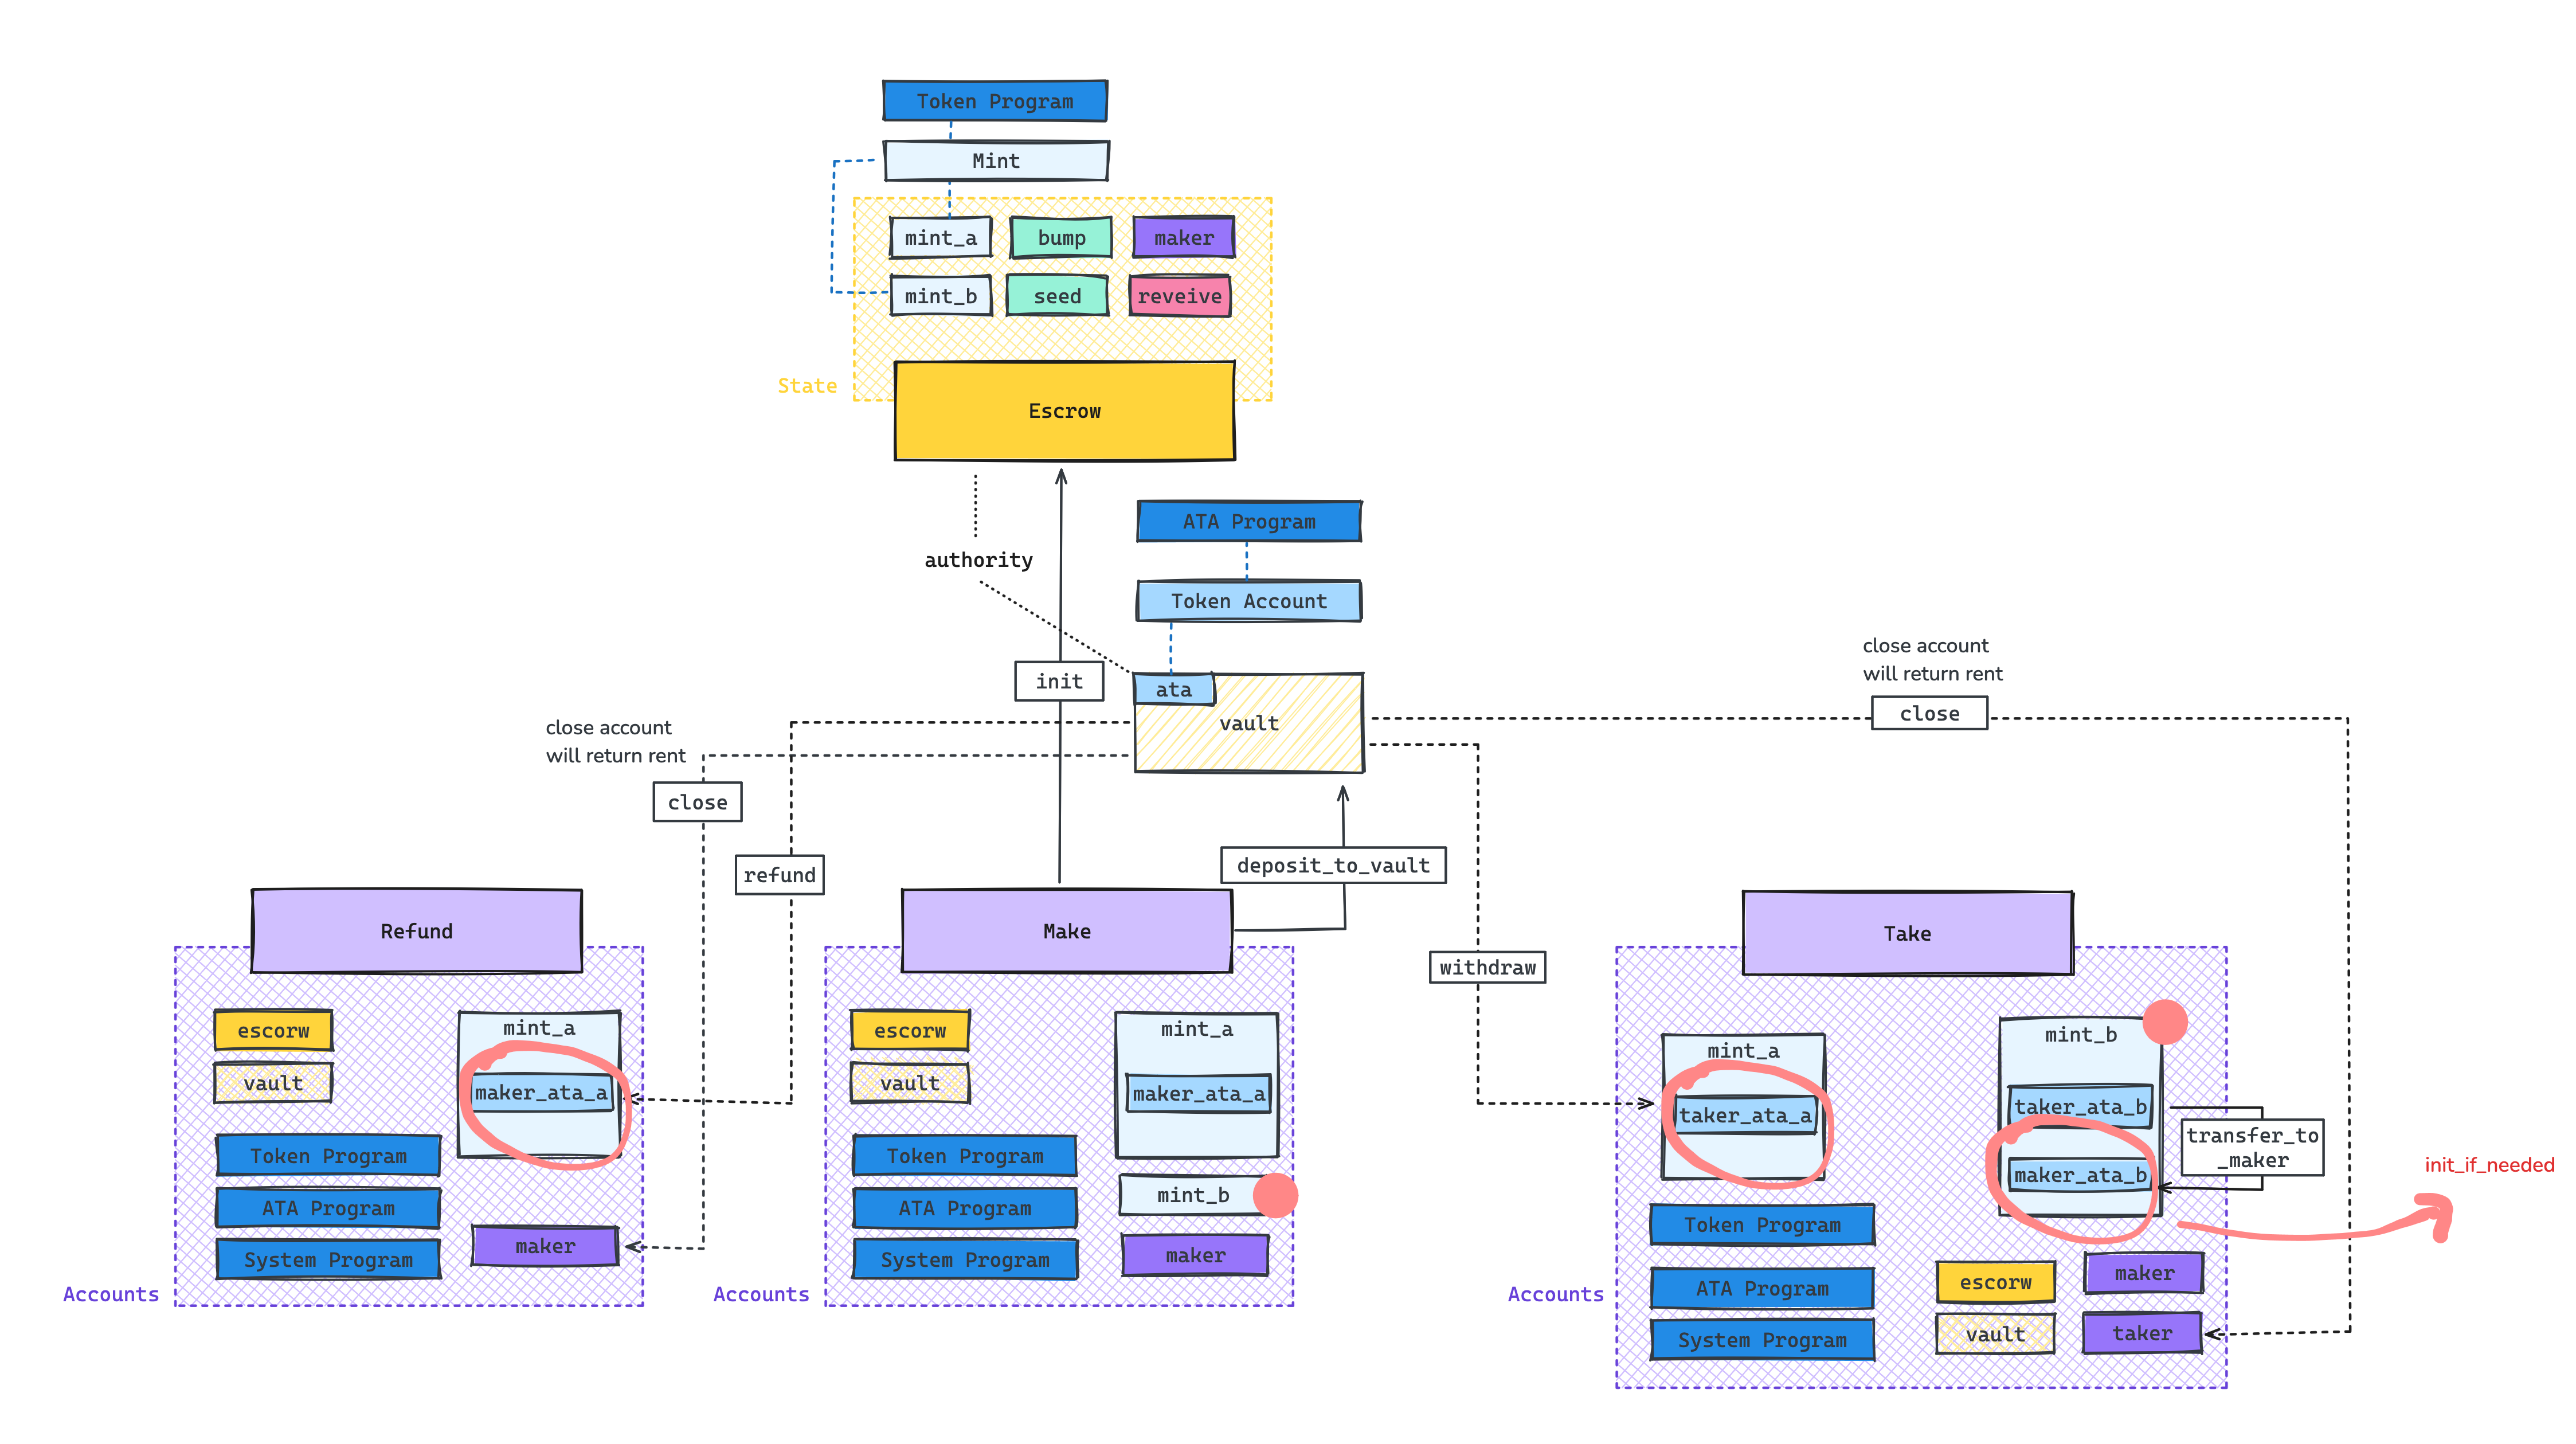 Token Program
Mint
mint_a
bump
maker
mint_b
seed
reveive
State
Escrow
authority
ATA Program
Token Account
ata
vault
init
close account
will return rent
close
refund
deposit_to_vault
close account
will return rent
close
withdraw
Refund
escorw
vault
mint_a
maker_ata_a
Token Program
ATA Program
System Program
maker
Accounts
Make
escorw
vault
mint_a
maker_ata_a
Token Program
ATA Program
System Program
mint_b
maker
Accounts
Take
mint_a
taker_ata_a
mint_b
taker_ata_b
maker_ata_b
transfer_to
_maker
init_if_needed
Token Program
ATA Program
System Program
escorw
vault
maker
taker
Accounts